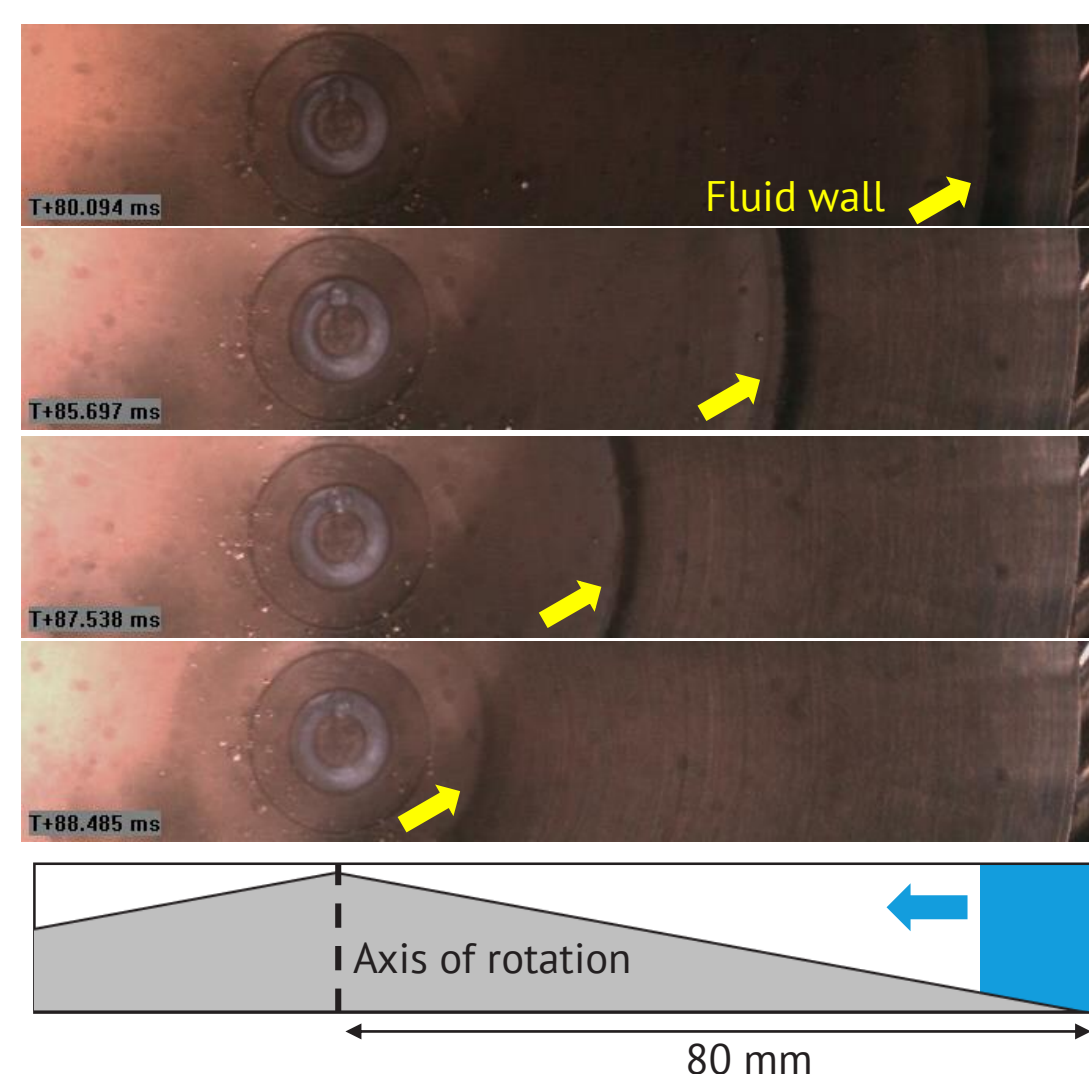 Fluid wall
T+80.094 ms
T+85.697 ms
T+87.538 ms
T+88.485 ms
Axis of rotation
80 mm